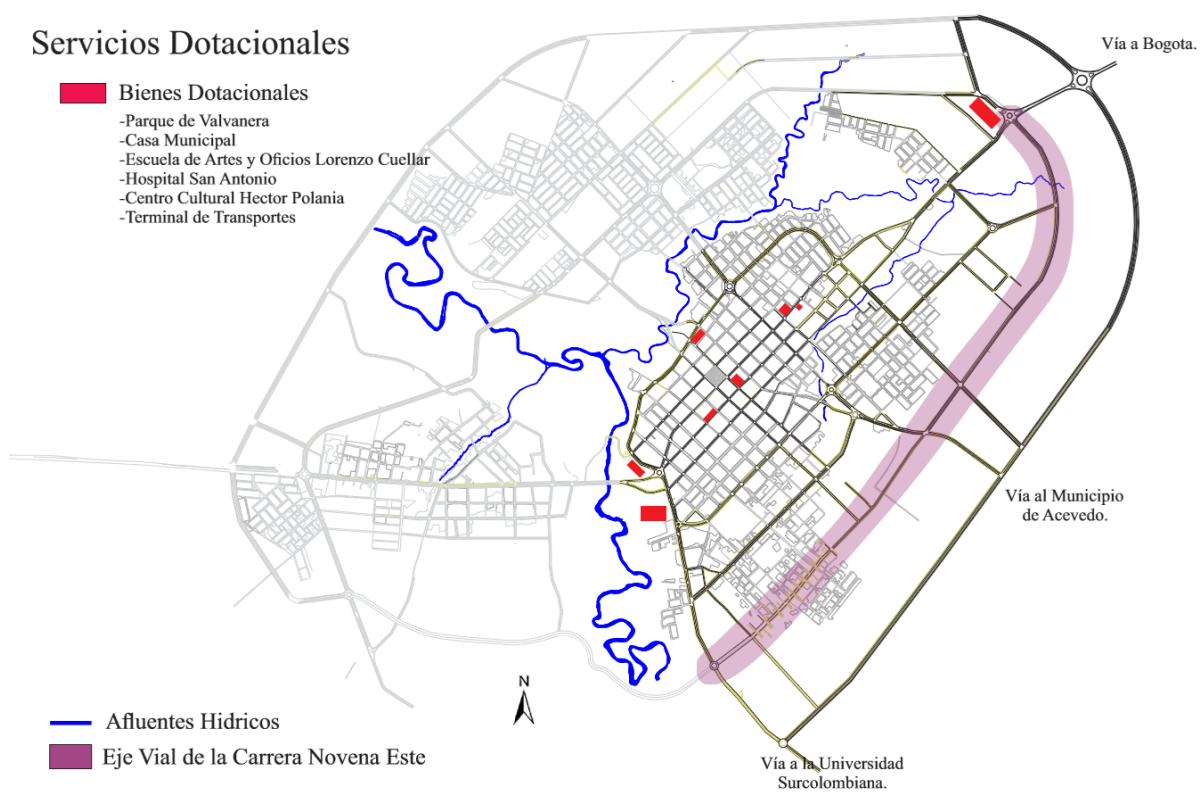 Servicios Dotacionales
Bienes Dotacionales
-Parque de Valvanera
-Casa Municipal
-Escuela de Artes y Oficios Lorenzo Cuellar
-Hospital San Antonio
-Centro Cultural Hector Polania
-Terminal de Transportes
Vía a Bogota.
Vía al Municipio
de Acevedo.
N
Afluentes Hidricos
Eje Vial de la Carrera Novena Este
Vía a la Universidad
Surcolombiana.